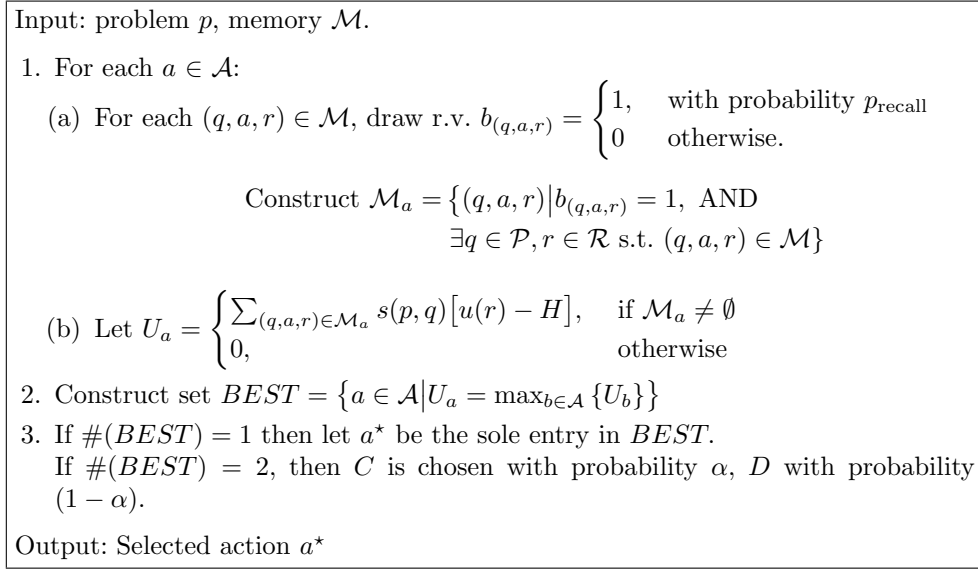 Input: problem p, memory ℳ.
1. For each a ∈ 𝒜:
(a) For each (q, a, r) ∈ ℳ, draw r.v. b_(q,a,r) = { 1, with probability p_recall
0 otherwise.
Construct ℳ_a = {(q, a, r)|b_(q,a,r) = 1, AND
∃q ∈ 𝒫, r ∈ ℛ s.t. (q, a, r) ∈ ℳ}
(b) Let U_a = { ∑_(q,a,r)∈ℳ_a s(p, q)[u(r) − H], if ℳ_a ≠ ∅
0, otherwise
2. Construct set BEST = {a ∈ 𝒜|U_a = max_b∈𝒜 {U_b}}
3. If #(BEST) = 1 then let a⋆ be the sole entry in BEST.
If #(BEST) = 2, then C is chosen with probability α, D with probability
(1 − α).
Output: Selected action a⋆